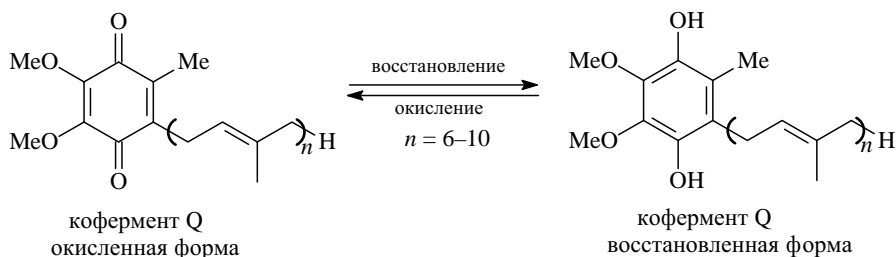 O
OH
MeO
Me
MeO
Me
восстановление
окисление
MeO
n
H
n = 6–10
MeO
n
H
O
OH
кофермент Q
окисленная форма
кофермент Q
восстановленная форма